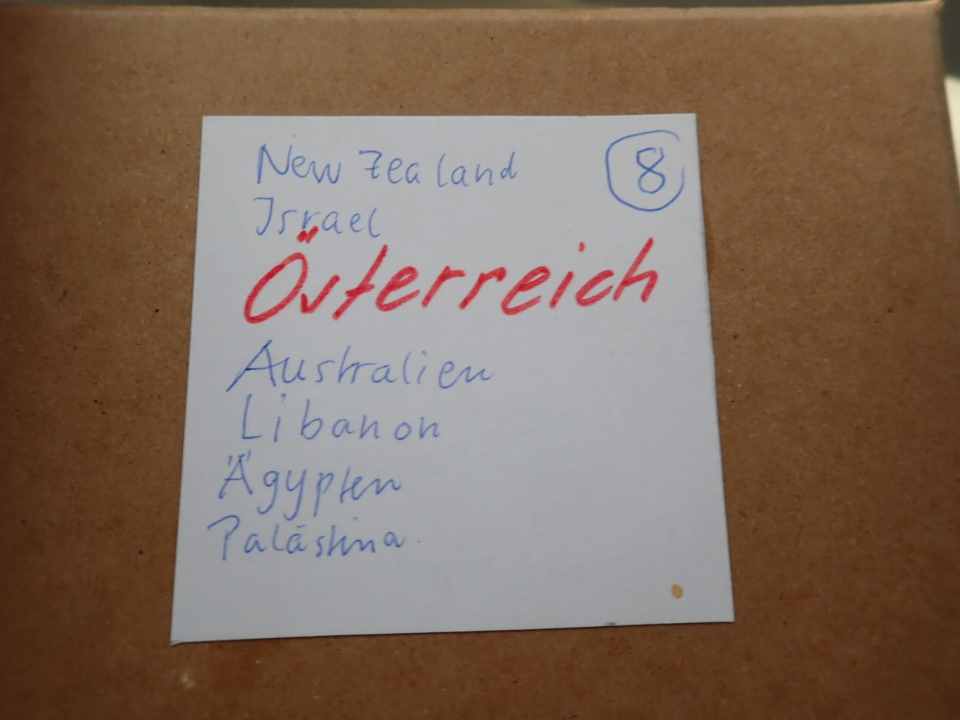 New Zealand
8
Israel
Österreich
Australien
Libanon
Ägypten
Palästina